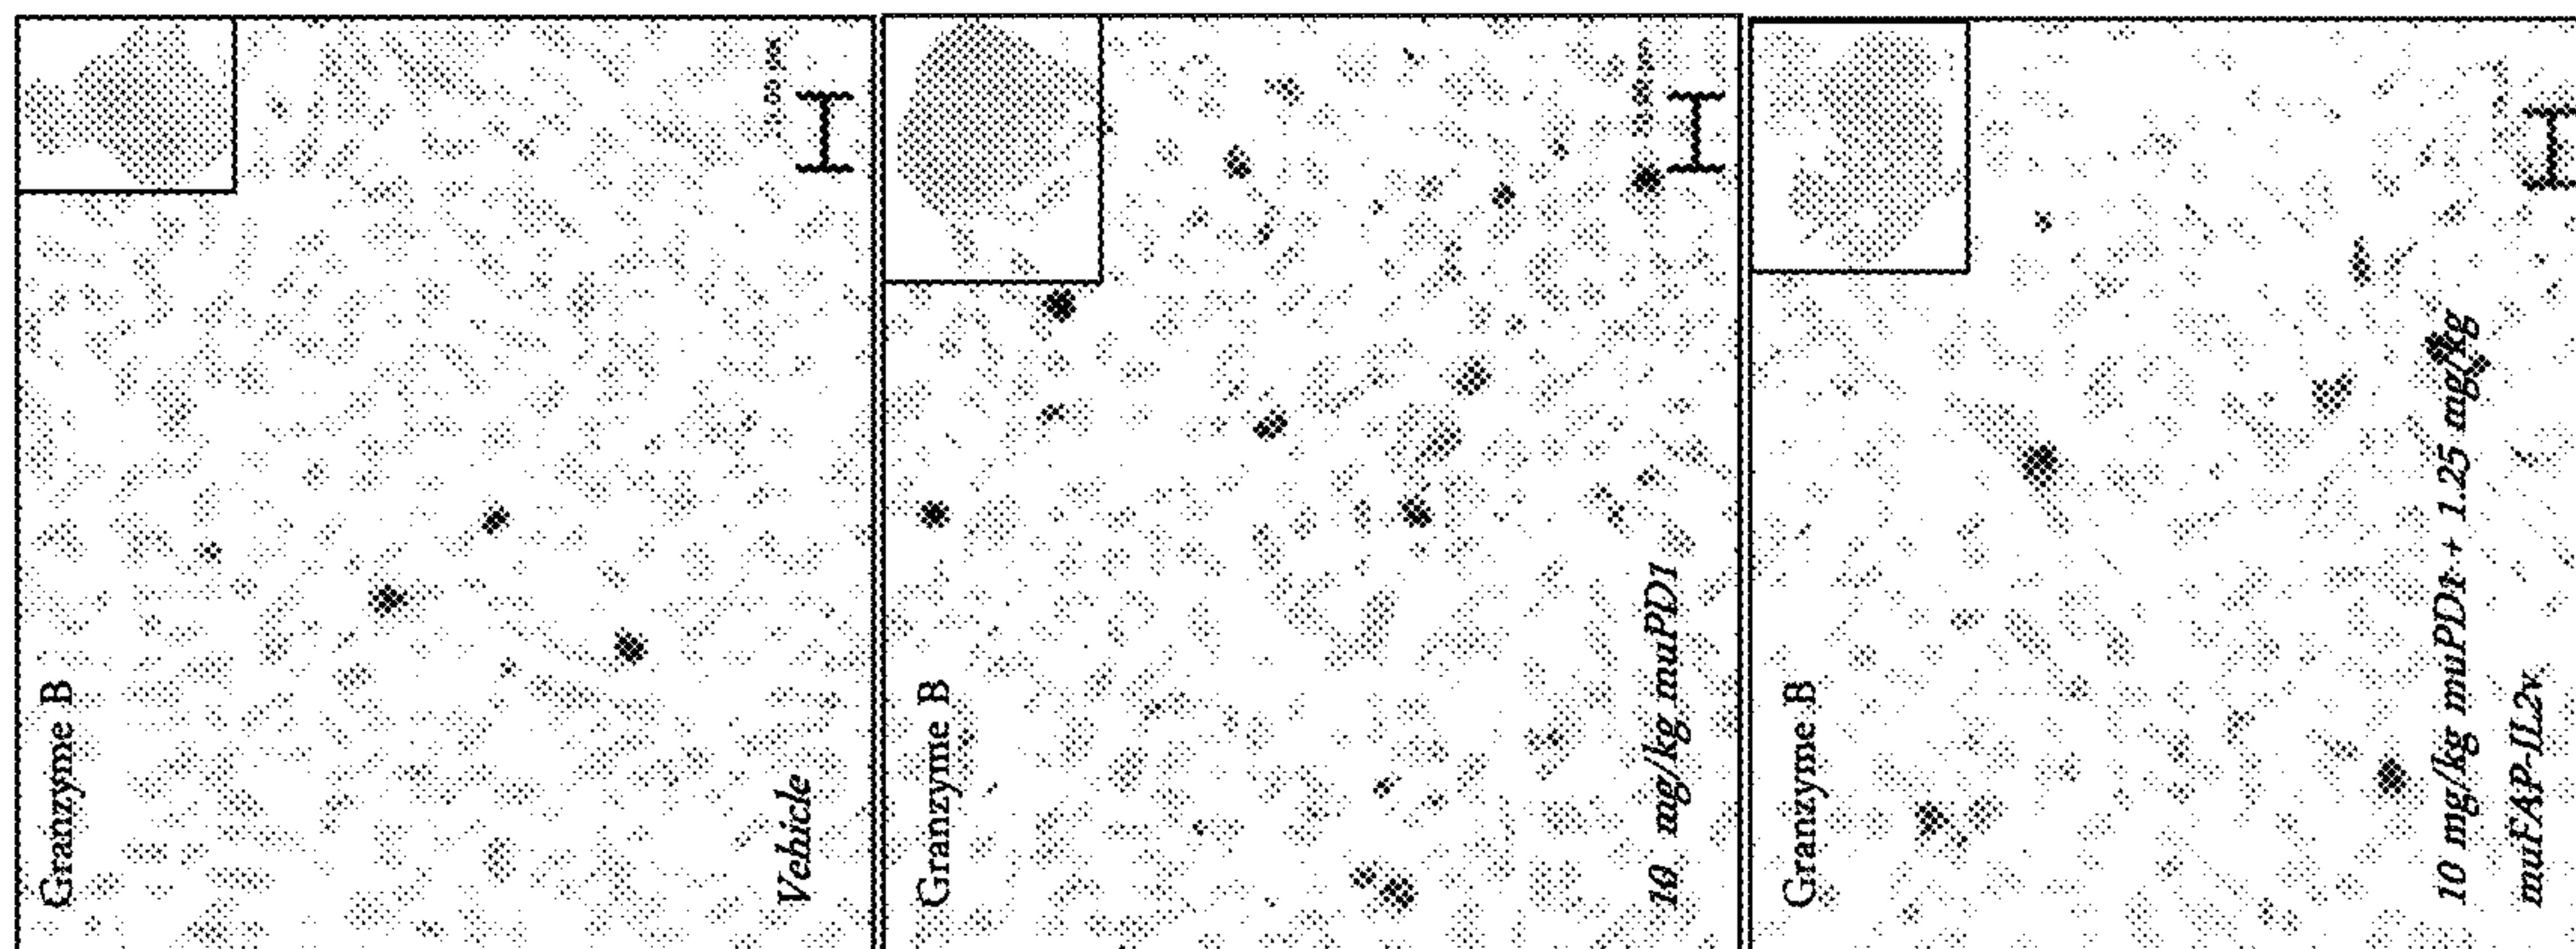 Granzyme B
Vehicle
Granzyme B
10 mg/kg muPD1
Granzyme B
10 mg/kg muPD1 + 1.25 mg/kg
muFAP-IL2v